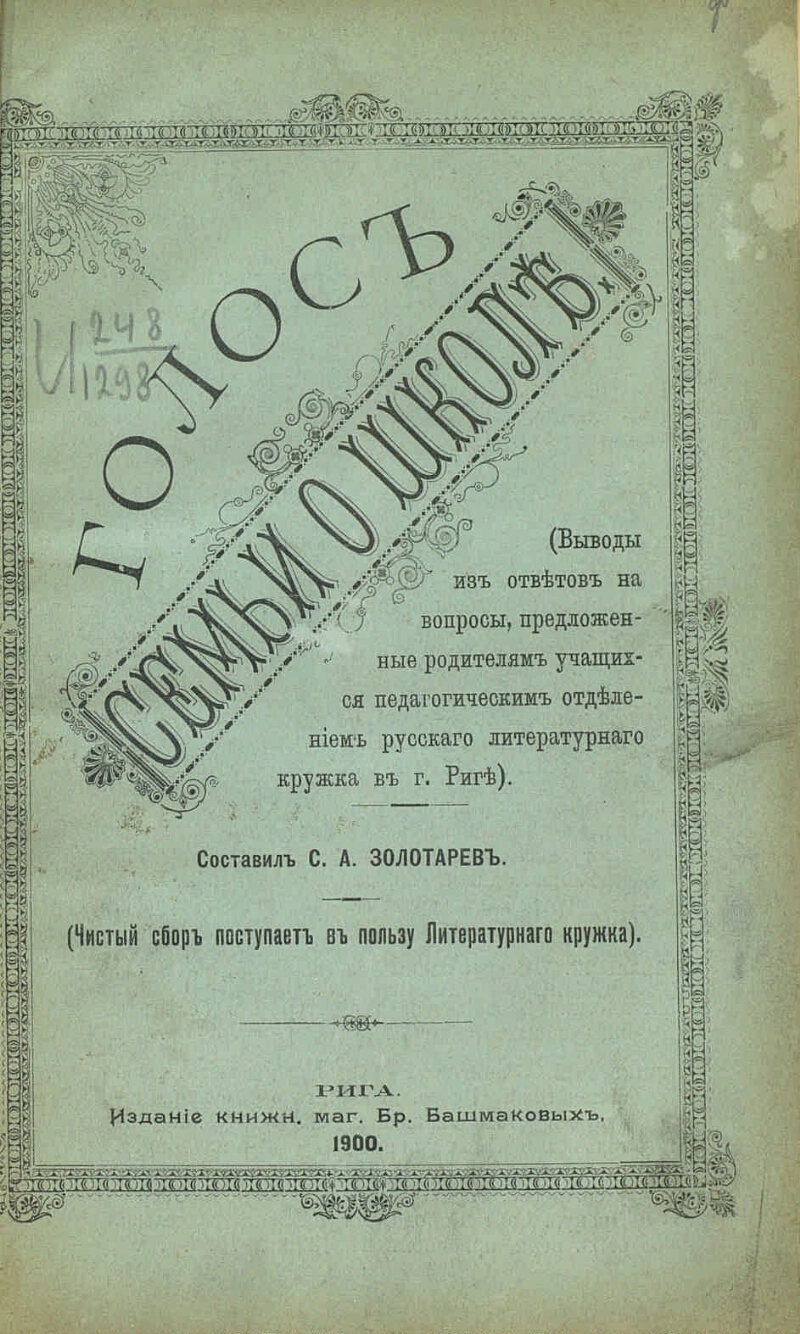 ГОЛОСЪ
СЕМЬИ О ШКОЛѢ.
248
1298
(Выводы
изъ отвѣтовъ на
вопросы, предложен-
ные родителямъ учащих-
ся педагогическимъ отдѣле-
ніемъ русскаго литературнаго
кружка въ г. Ригѣ).
Составилъ С. А. ЗОЛОТАРЕВЪ.
(Чистый сборъ поступаетъ въ пользу Литературнаго кружка).
РИГА.
Изданіе книжн. маг. Бр. Башмаковыхъ,
1900.